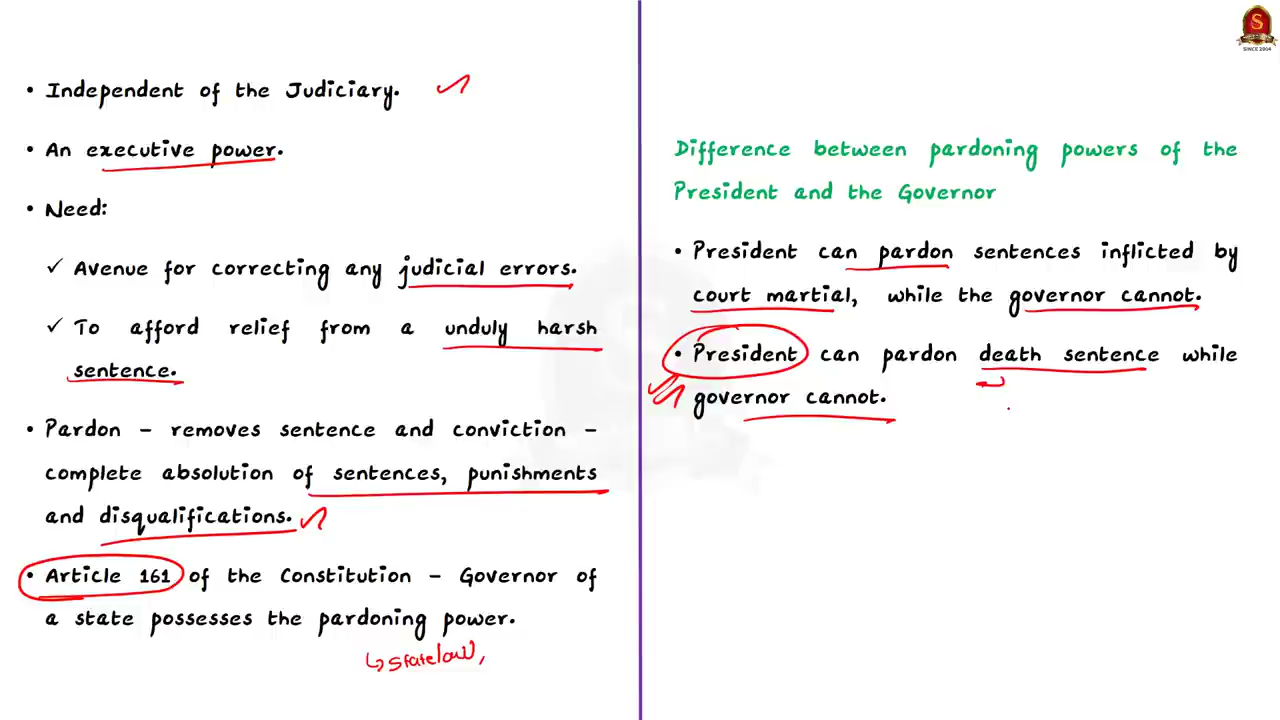 • Independent of the Judiciary.
• An executive power.
• Need:
✓ Avenue for correcting any judicial errors.
✓ To afford relief from a unduly harsh
sentence.
• Pardon – removes sentence and conviction –
complete absolution of sentences, punishments
and disqualifications.
• Article 161 of the Constitution – Governor of
a state possesses the pardoning power.
↳ State law,
Difference between pardoning powers of the
President and the Governor
• President can pardon sentences inflicted by
court martial, while the governor cannot.
• President can pardon death sentence while
governor cannot.
S
SINCE 2004